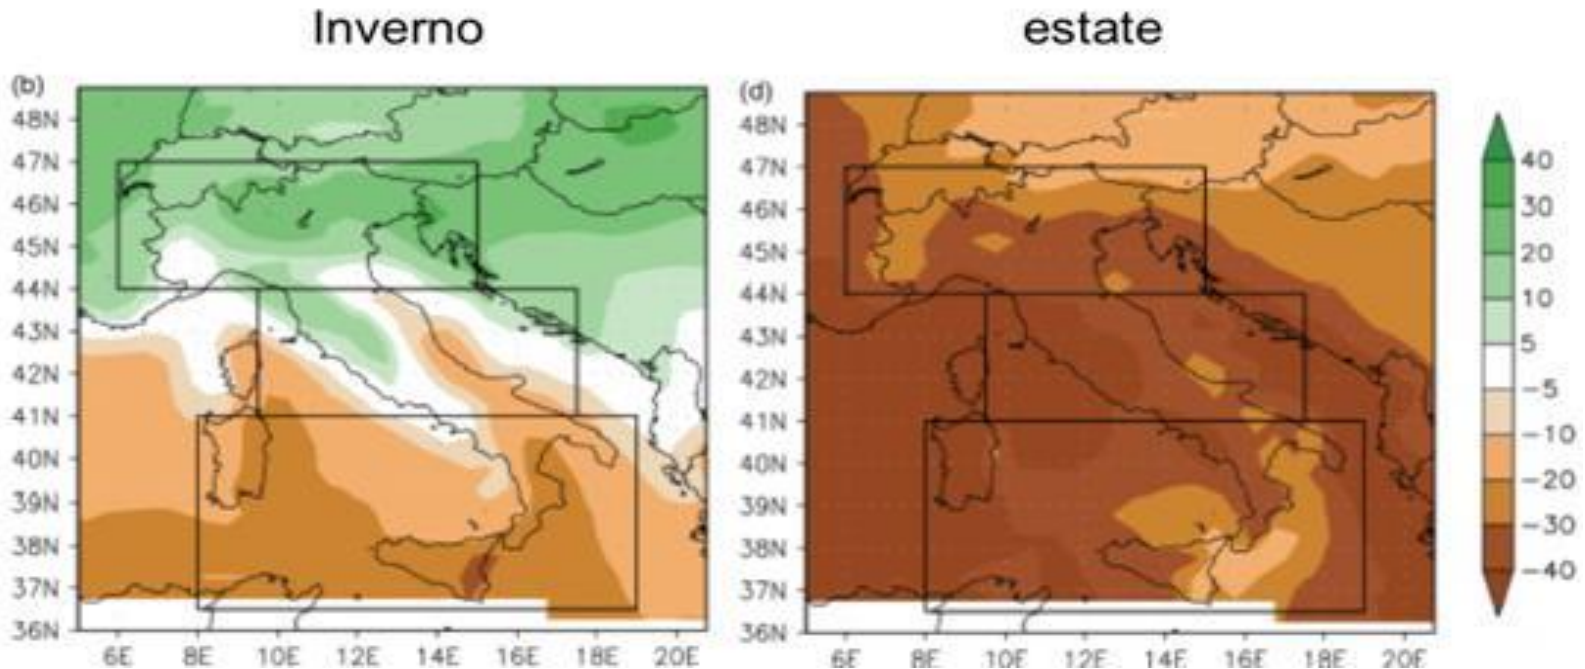 Inverno
estate
(b)
48N
47N
46N
45N
44N
43N
42N
41N
40N
39N
38N
37N
36N
6E 8E 10E 12E 14E 16E 18E 20E
(d)
48N
47N
46N
45N
44N
43N
42N
41N
40N
39N
38N
37N
36N
6E 8E 10E 12E 14E 16E 18E 20E
40
30
20
10
5
-5
-10
-20
-30
-40